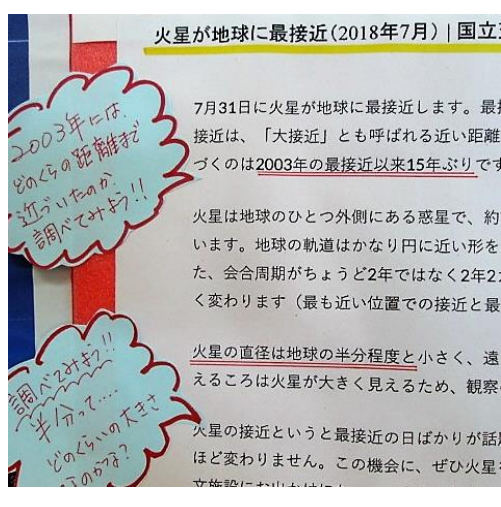 火星が地球に最接近(2018年7月) | 国立
7月31日に火星が地球に最接近します。最
接近は、「大接近」とも呼ばれる近い距離
づくのは2003年の最接近以来15年ぶりです
火星は地球のひとつ外側にある惑星で、約
います。地球の軌道はかなり円に近い形を
た、会合周期がちょうど2年ではなく2年2
く変わります（最も近い位置での接近と最
火星の直径は地球の半分程度と小さく、遠
えるころは火星が大きく見えるため、観察
火星の接近というと最接近の日ばかりが話
ほど変わりません。この機会に、ぜひ火星
2003年には、
どのくらの距離まで
近づいたのか、
調べてみよう!!
調べてみよう!!
半分って....
どのくらいの大きさ
なのかな?